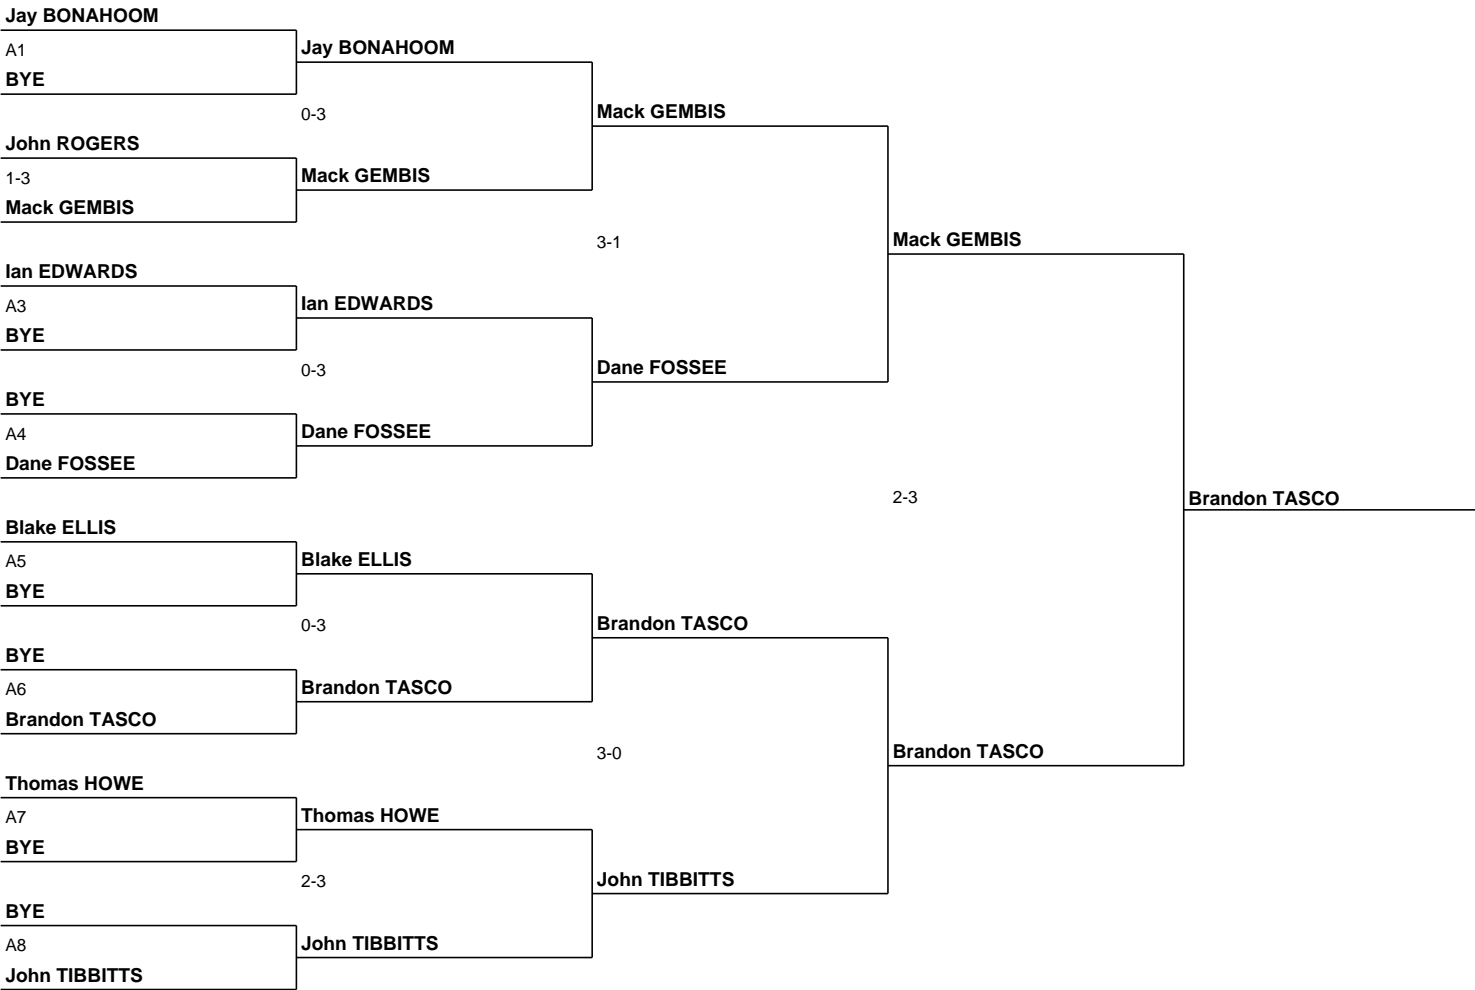 Jay BONAHOOM
A1
BYE
John ROGERS
1-3
Mack GEMBIS
Ian EDWARDS
A3
BYE
BYE
A4
Dane FOSSEE
Blake ELLIS
A5
BYE
BYE
A6
Brandon TASCO
Thomas HOWE
A7
BYE
BYE
A8
John TIBBITTS
Jay BONAHOOM
0-3
Mack GEMBIS
Ian EDWARDS
0-3
Dane FOSSEE
Blake ELLIS
0-3
Brandon TASCO
Thomas HOWE
2-3
John TIBBITTS
Mack GEMBIS
3-1
Dane FOSSEE
Brandon TASCO
3-0
John TIBBITTS
Mack GEMBIS
2-3
Brandon TASCO
Brandon TASCO